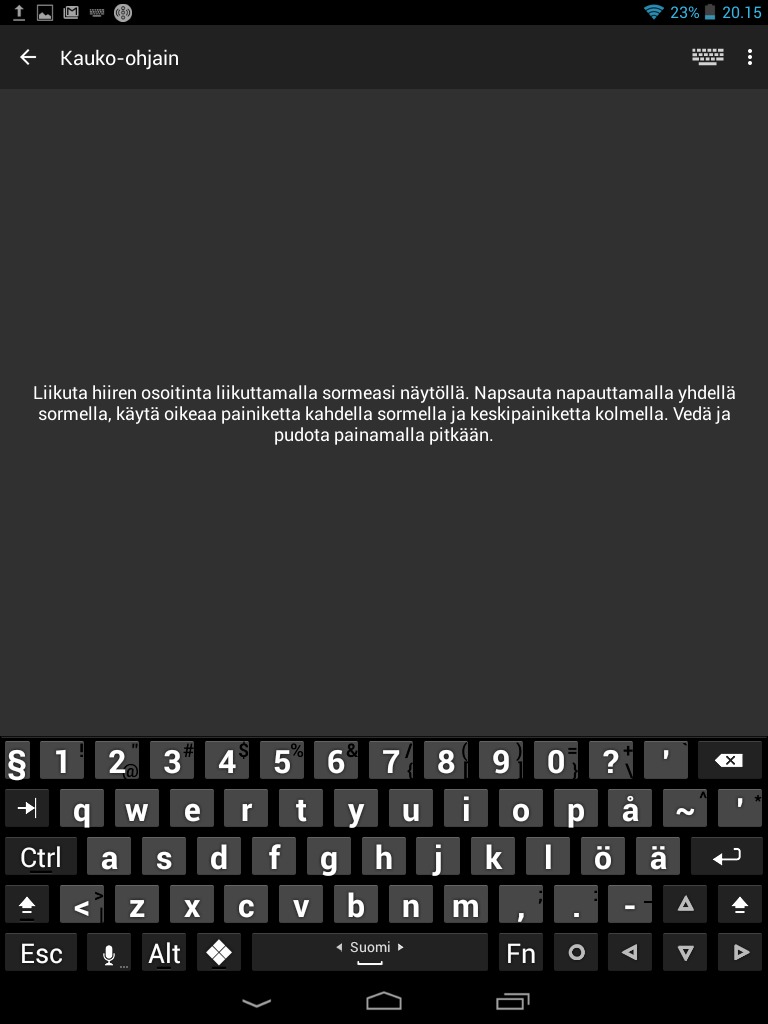 23% 20.15
Kauko-ohjain
Liikuta hiiren osoitinta liikuttamalla sormeasi näytöllä. Napsauta napauttamalla yhdellä
sormella, käytä oikeaa painiketta kahdella sormella ja keskipainiketta kolmella. Vedä ja
pudota painamalla pitkään.
§ 1 ! 2 " @ 3 # 4 $ 5 % 6 & 7 / { 8 ( [ 9 ) ] 0 = } ? + \ ' `
q w e r t y u i o p å ~ ^ ' *
Ctrl a s d f g h j k l ö ä
< > | z x c v b n m , ; . : - _
Esc ... Alt Suomi Fn